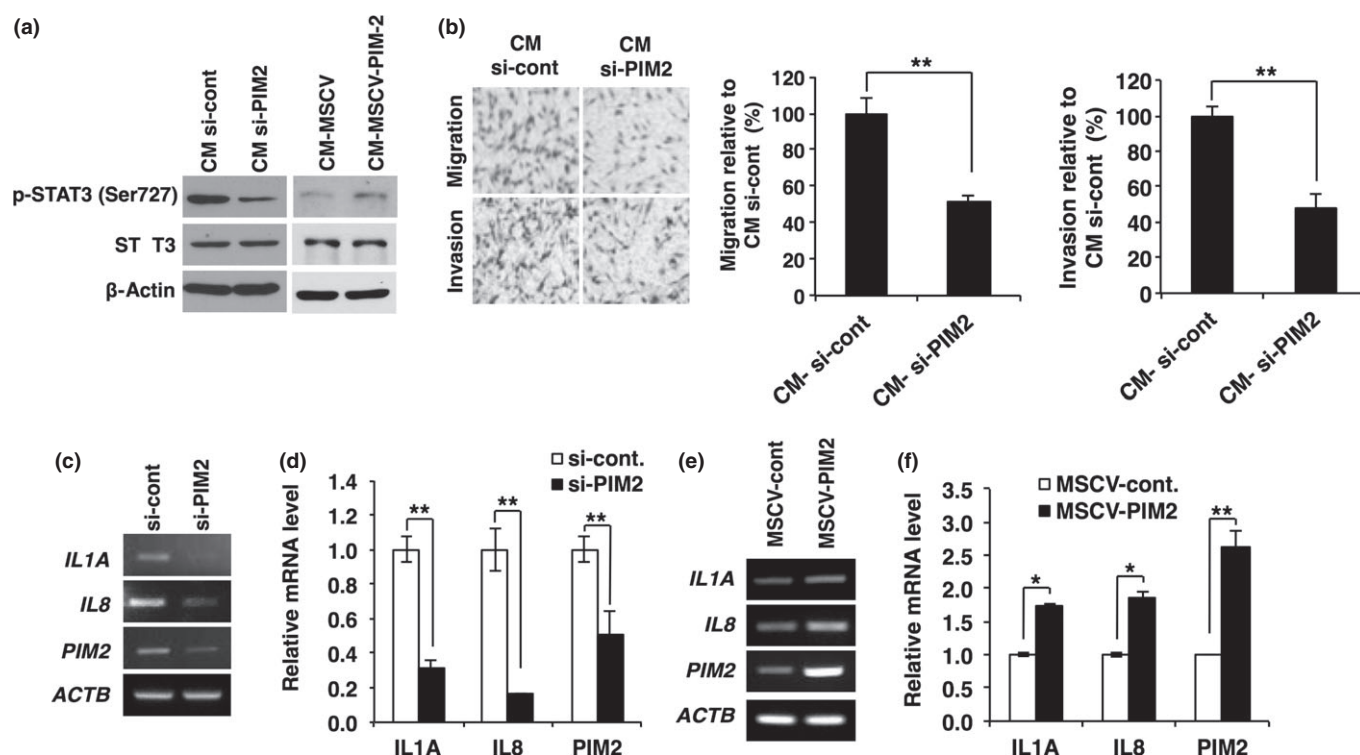 (a)
CM si-cont
CM si-PIM2
CM-MSCV
CM-MSCV-PIM-2
p-STAT3 (Ser727)
ST T3
β-Actin
(b)
CM
si-cont
CM
si-PIM2
Migration
Invasion
Migration relative to
CM si-cont (%)
120
100
80
60
40
20
0
**
CM- si-cont
CM- si-PIM2
Invasion relative to
CM si-cont (%)
120
100
80
60
40
20
0
**
CM- si-cont
CM- si-PIM2
(c)
si-cont
si-PIM2
IL1A
IL8
PIM2
ACTB
(d)
si-cont.
si-PIM2
Relative mRNA level
1.4
1.2
1.0
0.8
0.6
0.4
0.2
0.0
**
**
**
IL1A IL8 PIM2
(e)
MSCV-cont
MSCV-PIM2
IL1A
IL8
PIM2
ACTB
(f)
MSCV-cont.
MSCV-PIM2
Relative mRNA level
3.5
3.0
2.5
2.0
1.5
1.0
0.5
0.0
*
*
**
IL1A IL8 PIM2